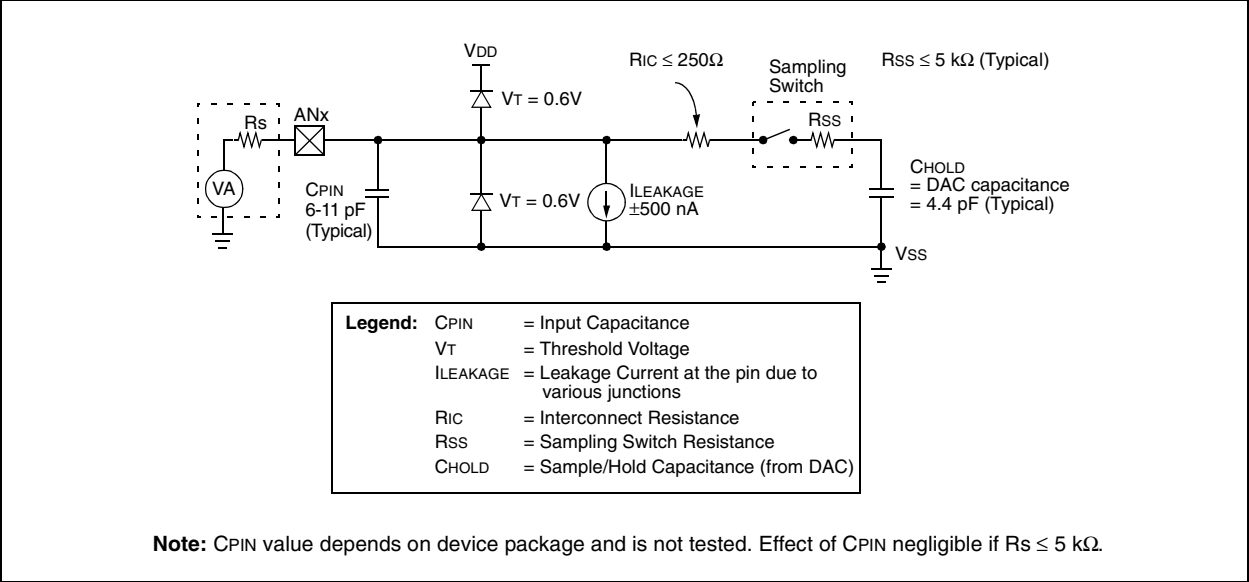 VDD
RIC ≤ 250Ω
Sampling
Switch
RSS ≤ 5 kΩ (Typical)
VT = 0.6V
Rs
ANx
RSS
VA
CPIN
6-11 pF
(Typical)
VT = 0.6V
ILEAKAGE
±500 nA
CHOLD
= DAC capacitance
= 4.4 pF (Typical)
VSS
Legend: CPIN = Input Capacitance
VT = Threshold Voltage
ILEAKAGE = Leakage Current at the pin due to
various junctions
RIC = Interconnect Resistance
RSS = Sampling Switch Resistance
CHOLD = Sample/Hold Capacitance (from DAC)
Note: CPIN value depends on device package and is not tested. Effect of CPIN negligible if Rs ≤ 5 kΩ.